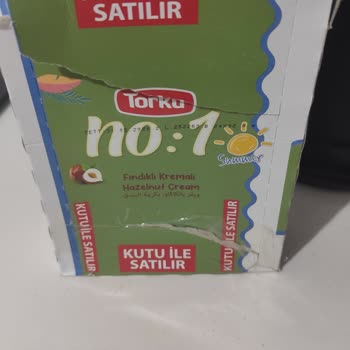 SATILIR
Torku
no:1
Summer
Fındıklı Kremalı
Hazelnut Cream
KUTU İLE SATILIR
KUTU İLE
SATILIR
KUTU İLE SATILIR